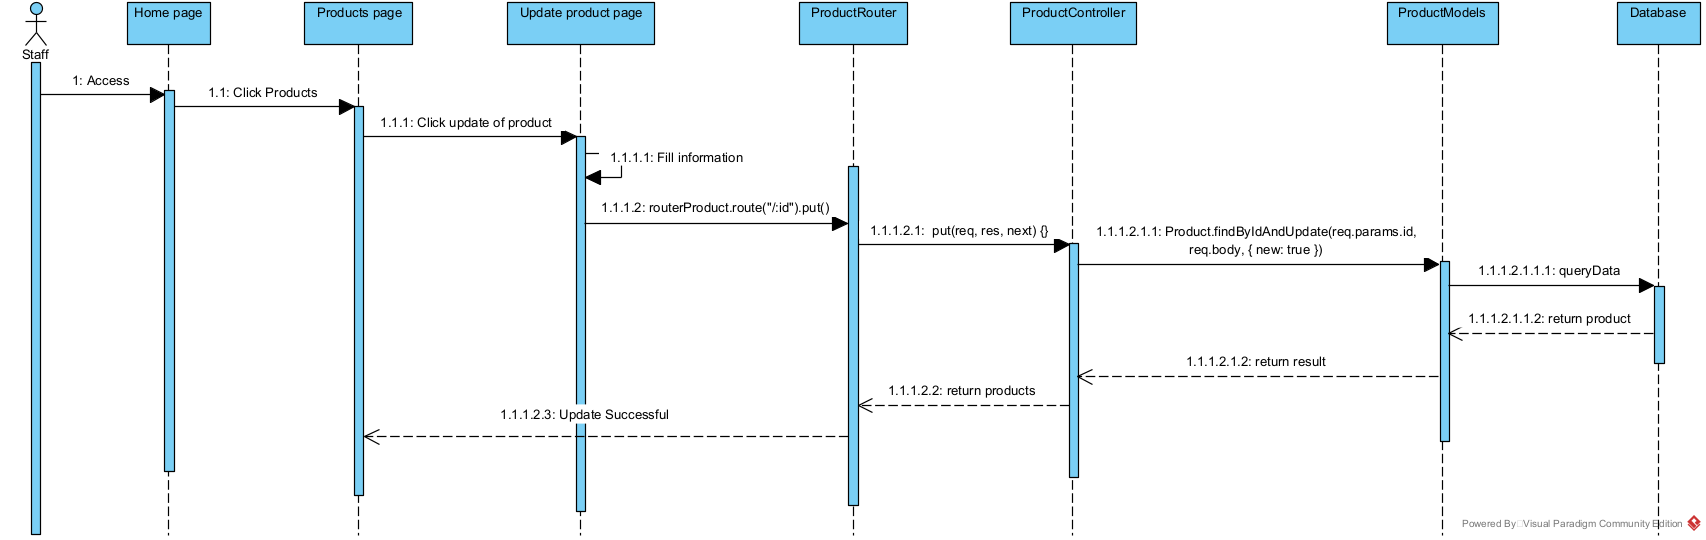 Home page
Products page
Update product page
ProductRouter
ProductController
ProductModels
Database
Staff
1: Access
1.1: Click Products
1.1.1: Click update of product
1.1.1.1: Fill information
1.1.1.2: routerProduct.route("/:id").put()
1.1.1.2.1:  put(req, res, next) {}
1.1.1.2.1.1: Product.findByIdAndUpdate(req.params.id,
req.body, { new: true })
1.1.1.2.1.1.1: queryData
1.1.1.2.1.1.2: return product
1.1.1.2.1.2: return result
1.1.1.2.2: return products
1.1.1.2.3: Update Successful
Powered By Visual Paradigm Community Edition